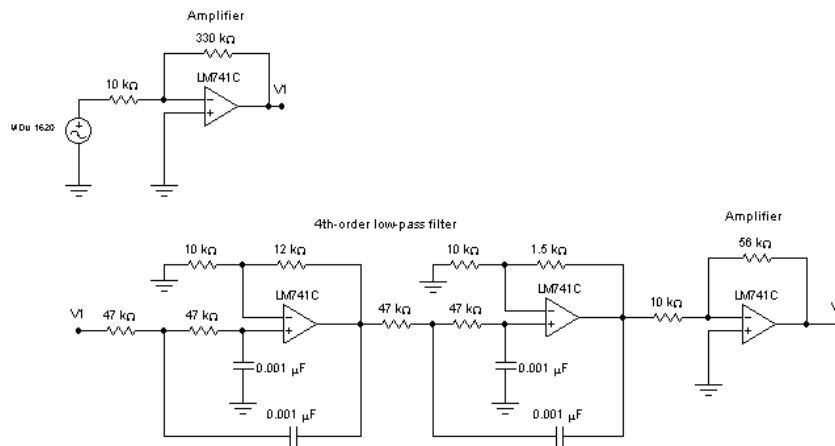 Amplifier
330 kΩ
LM741C
10 kΩ
V1
1620
4th-order low-pass filter
Amplifier
10 kΩ
12 kΩ
10 kΩ
1.5 kΩ
56 kΩ
LM741C
LM741C
LM741C
V1
47 kΩ
47 kΩ
47 kΩ
47 kΩ
10 kΩ
V
0.001 µF
0.001 µF
0.001 µF
0.001 µF